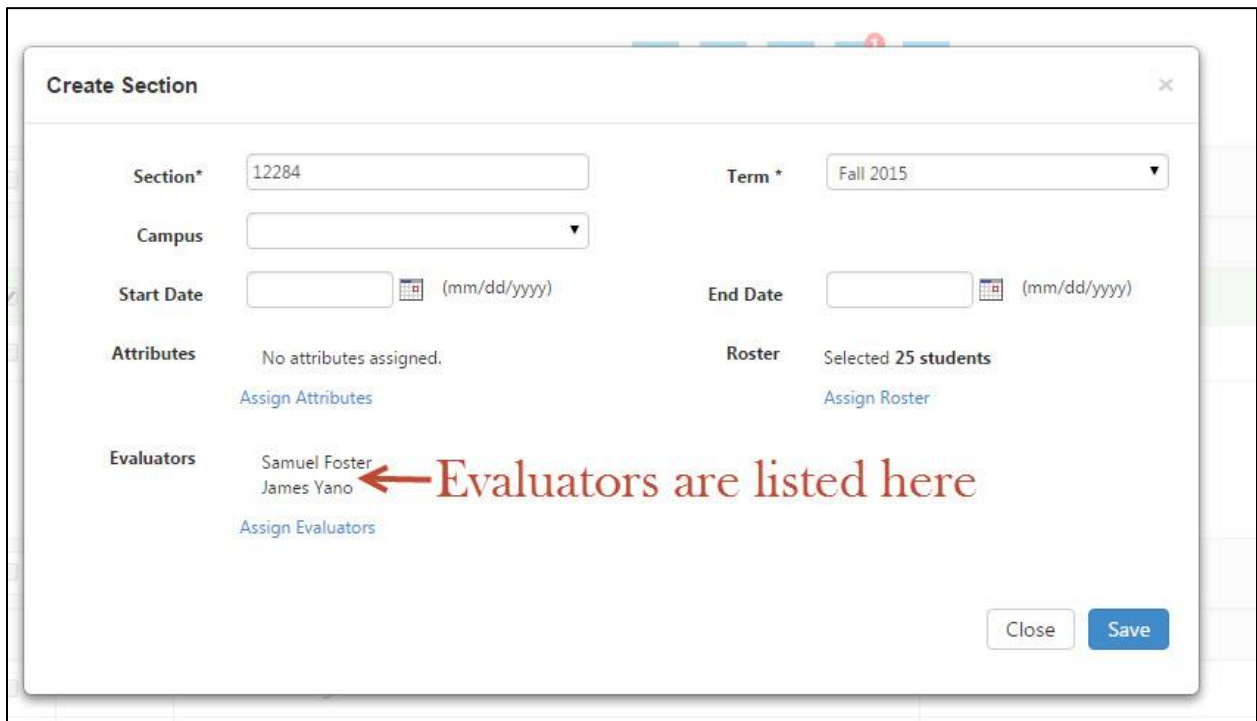 1
Create Section ×
Section* 12284 Term * Fall 2015
Campus
Start Date (mm/dd/yyyy) End Date (mm/dd/yyyy)
Attributes No attributes assigned. Roster Selected 25 students
Assign Attributes Assign Roster
Evaluators Samuel Foster
James Yano
Evaluators are listed here
Assign Evaluators
Close Save